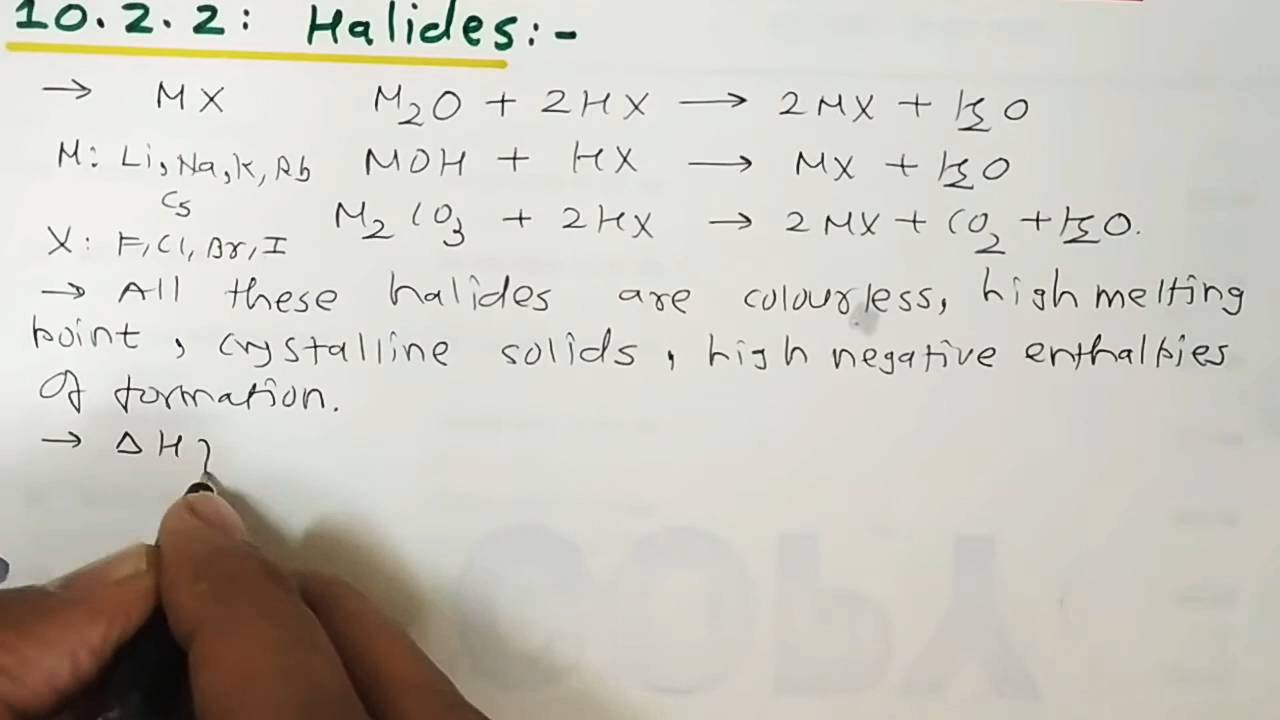 10.2.2: Halides:-
→ MX M₂O + 2HX → 2MX + H₂O
M: Li, Na, K, Rb MOH + HX → MX + H₂O
Cs
M₂CO₃ + 2HX → 2MX + CO₂ + H₂O.
X: F, Cl, Br, I
→ All these halides are colourless, high melting
point, crystalline solids, high negative enthalpies
of formation.
→ ΔH